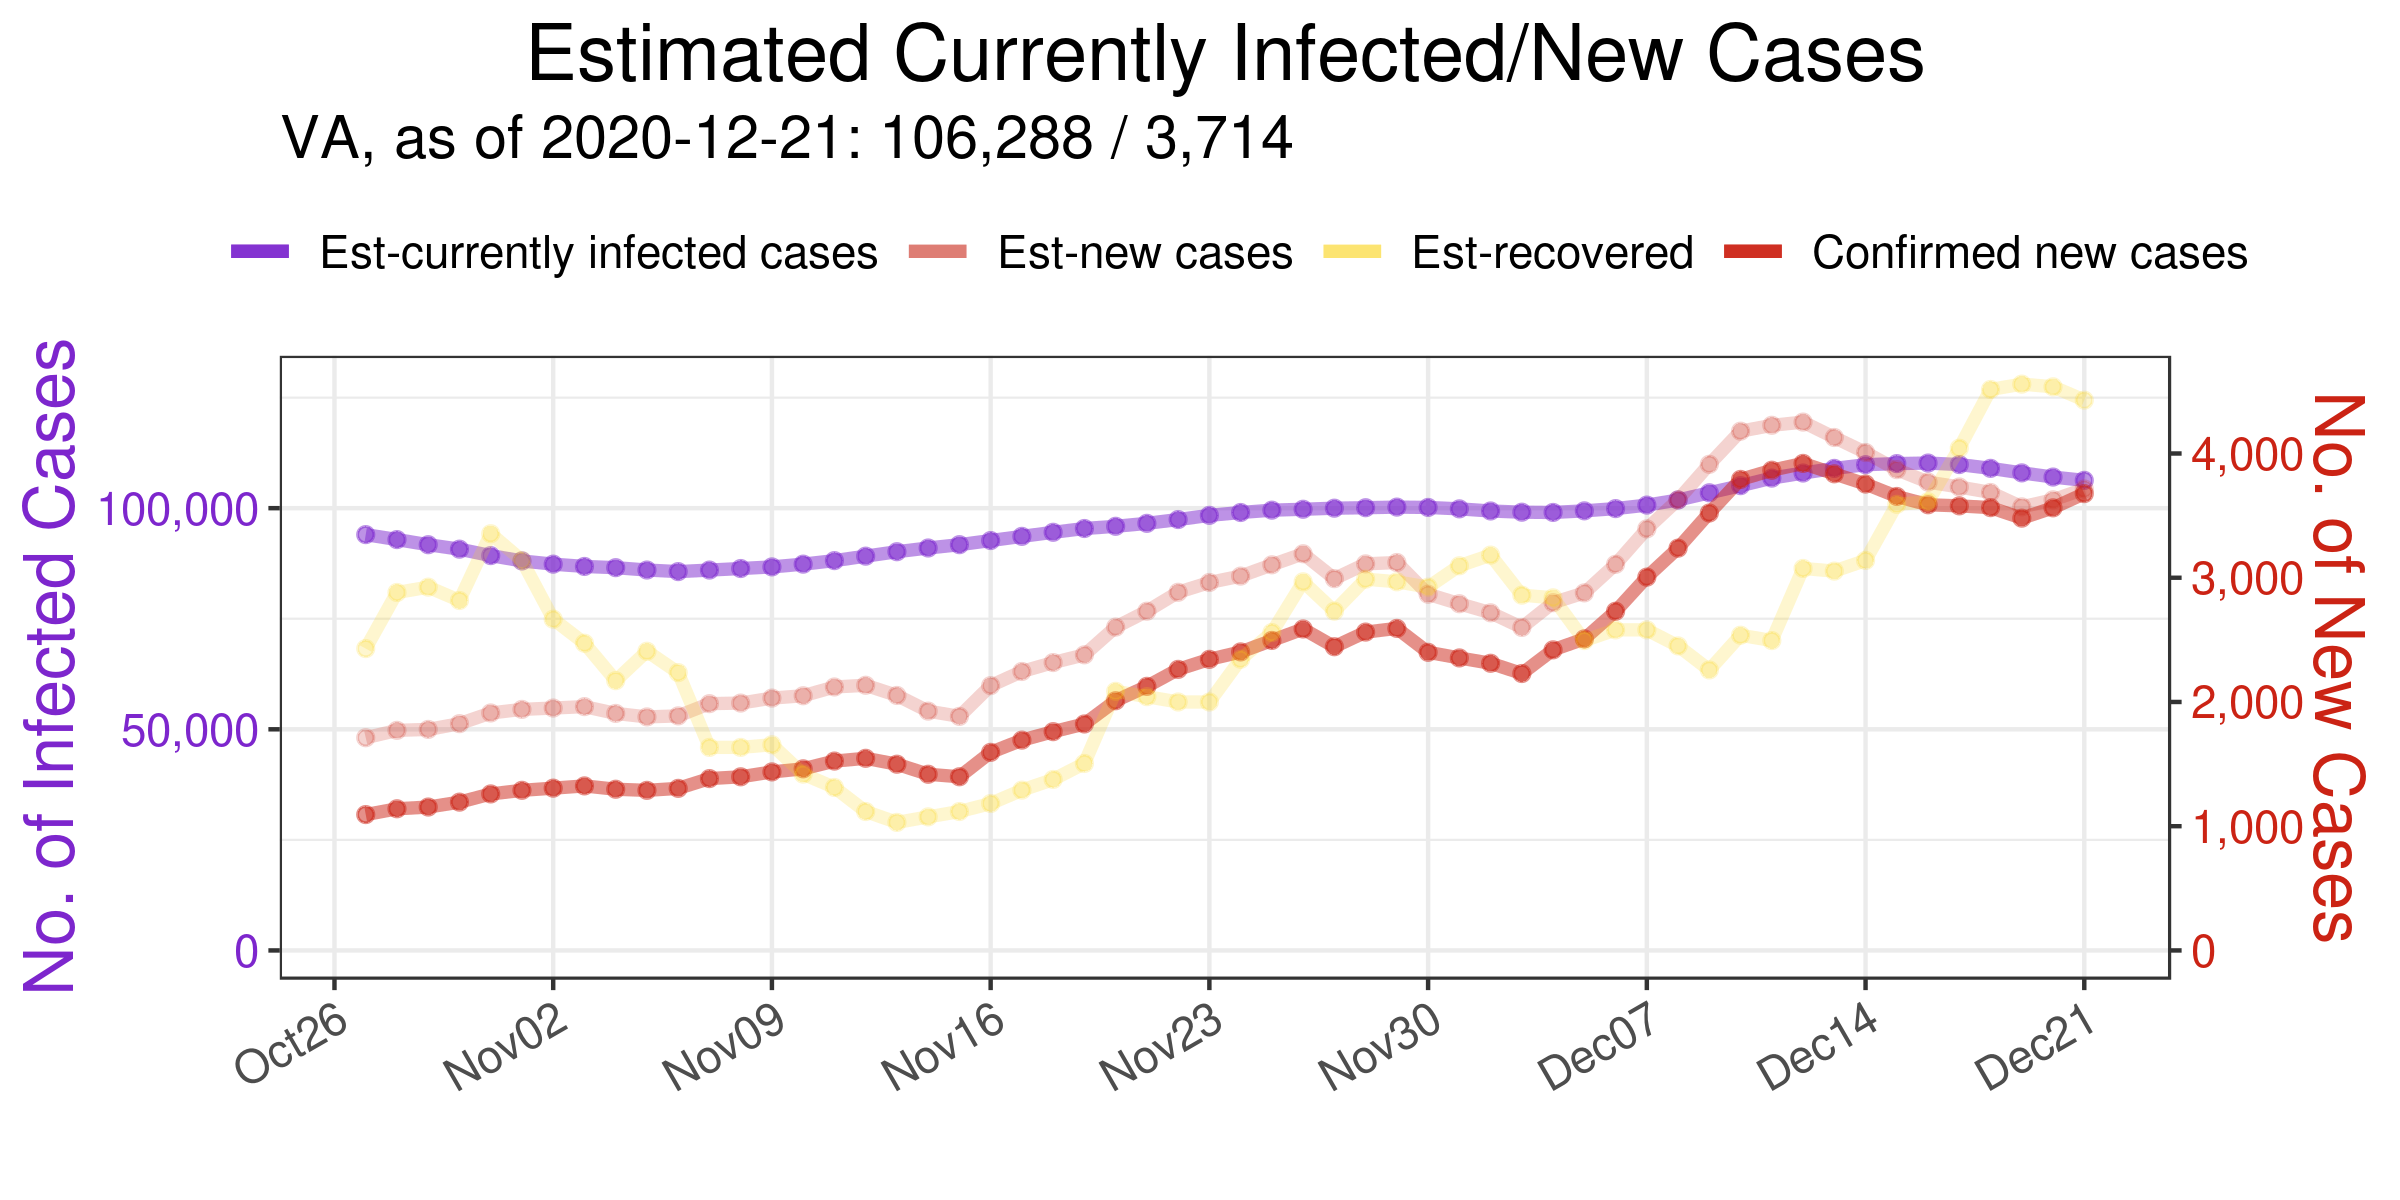 Estimated Currently Infected/New Cases
VA, as of 2020-12-21: 106,288 / 3,714
Est-currently infected cases Est-new cases Est-recovered Confirmed new cases
No. of Infected Cases
100,000
50,000
0
4,000
3,000
2,000
1,000
0
No. of New Cases
Oct26 Nov02 Nov09 Nov16 Nov23 Nov30 Dec07 Dec14 Dec21